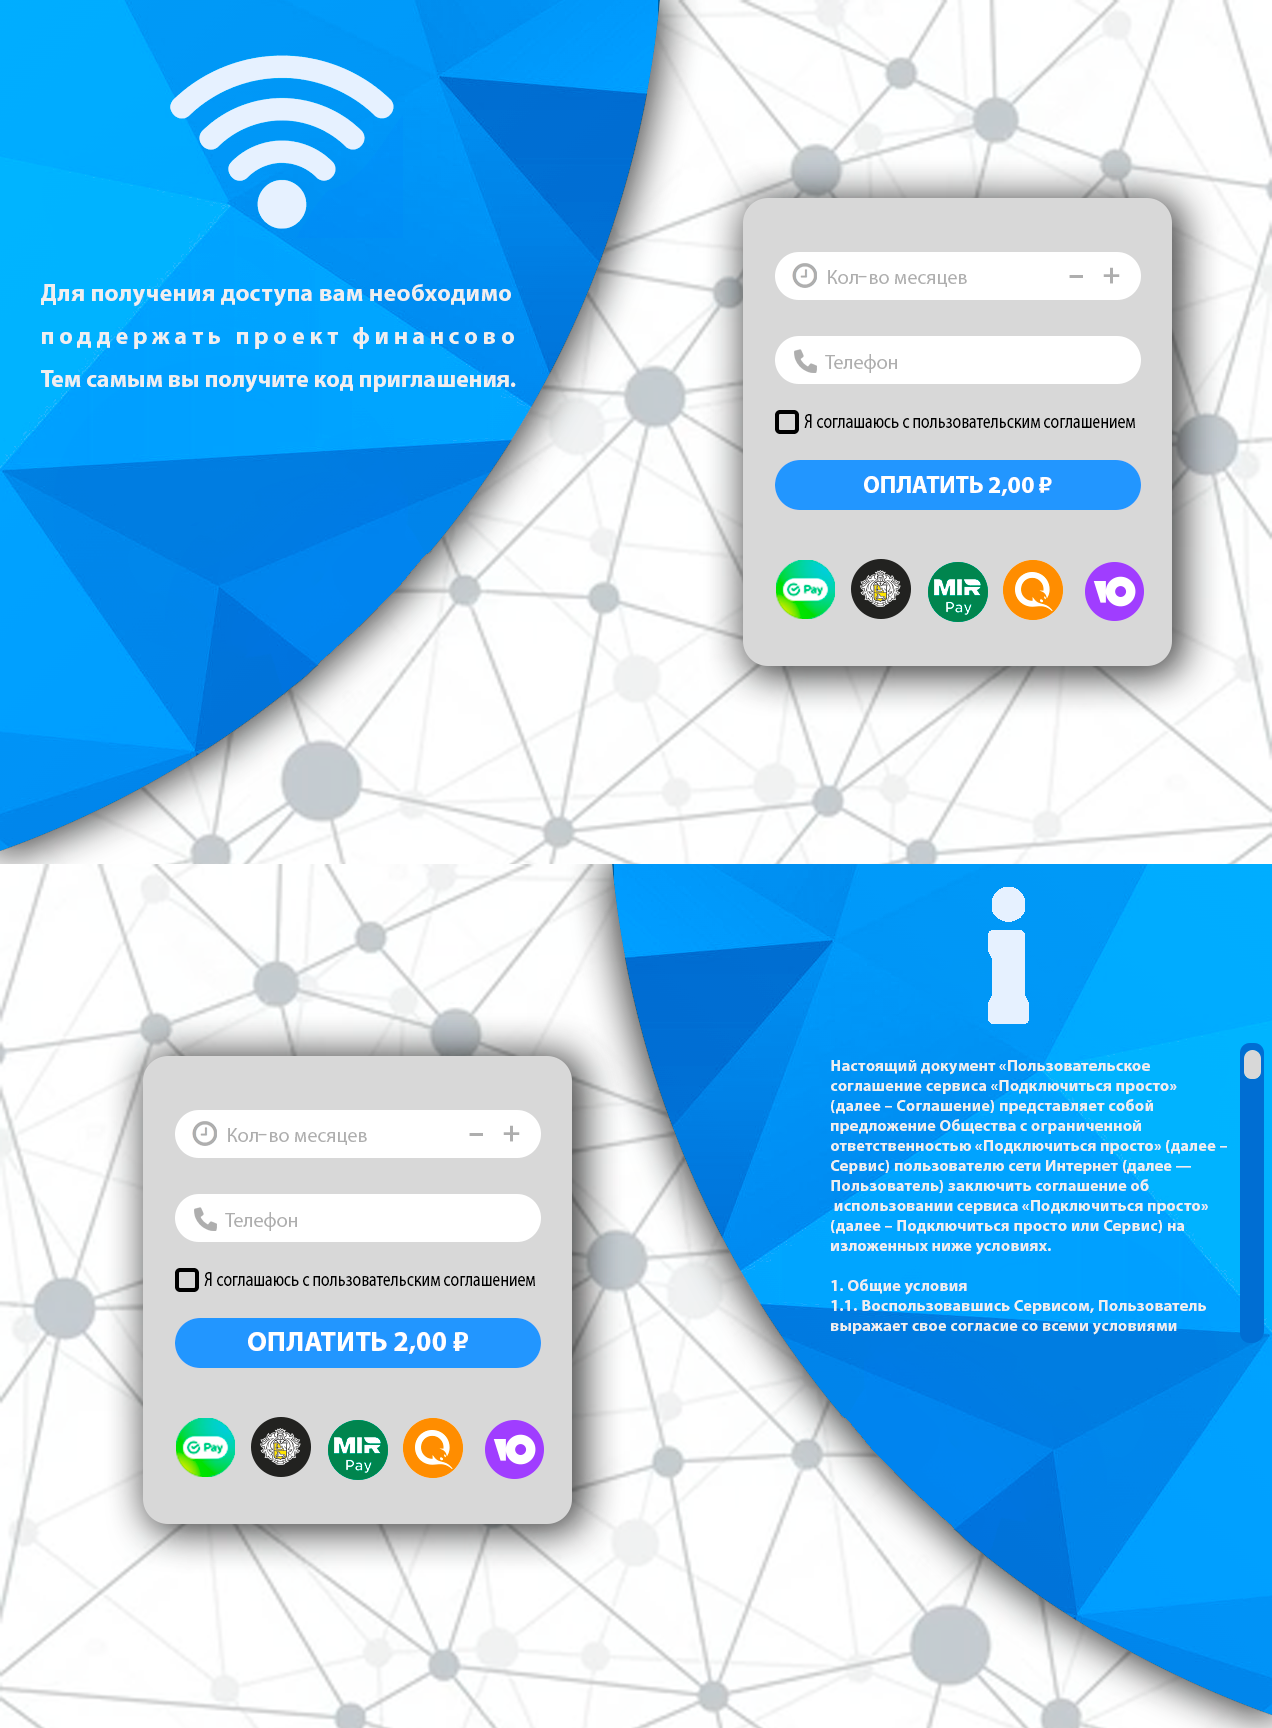 Для получения доступа вам необходимо
поддержать проект финансово
Тем самым вы получите код приглашения.
Кол-во месяцев − +
Телефон
Я соглашаюсь с пользовательским соглашением
ОПЛАТИТЬ 2,00 ₽
Pay
MIR
Pay
Ю
Кол-во месяцев − +
Телефон
Я соглашаюсь с пользовательским соглашением
ОПЛАТИТЬ 2,00 ₽
Pay
MIR
Pay
Ю
i
Настоящий документ «Пользовательское
соглашение сервиса «Подключиться просто»
(далее – Соглашение) представляет собой
предложение Общества с ограниченной
ответственностью «Подключиться просто» (далее –
Сервис) пользователю сети Интернет (далее —
Пользователь) заключить соглашение об
использовании сервиса «Подключиться просто»
(далее – Подключиться просто или Сервис) на
изложенных ниже условиях.
1. Общие условия
1.1. Воспользовавшись Сервисом, Пользователь
выражает свое согласие со всеми условиями